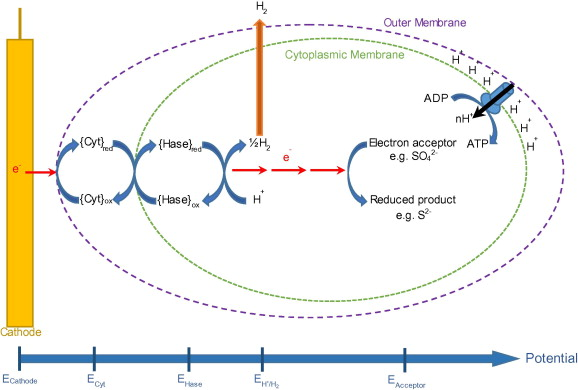 H₂
Outer Membrane
Cytoplasmic Membrane
H⁺
H⁺
H⁺
H
ADP
nH⁺
H⁺
H⁺
H⁺
ATP
{Cyt}red
{Hase}red
½H₂
Electron acceptor
e.g. SO₄²⁻
e⁻
e⁻
{Cyt}ox
{Hase}ox
H⁺
Reduced product
e.g. S²⁻
Cathode
Potential
ECathode
ECyt
EHase
EH⁺/H₂
EAcceptor